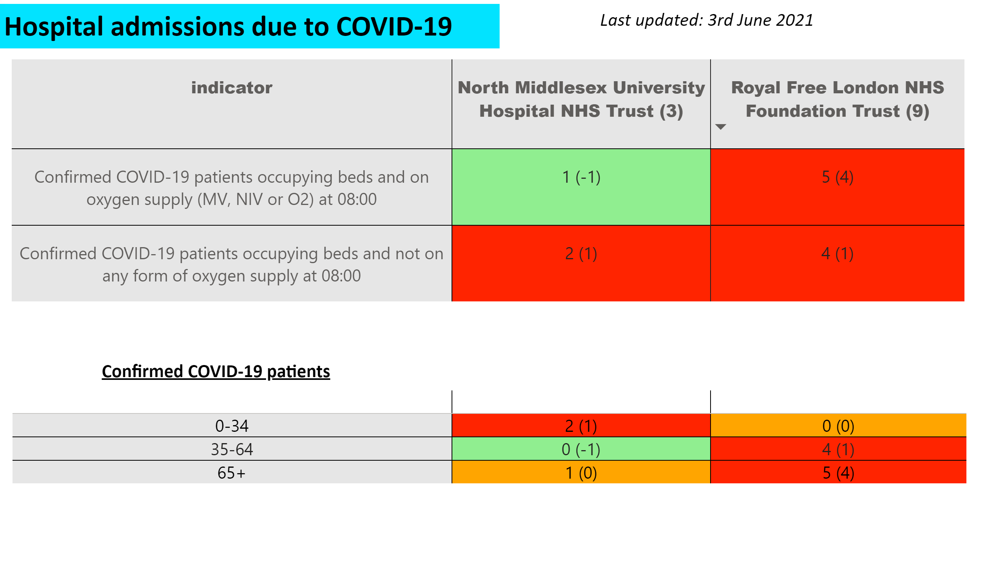 Hospital admissions due to COVID-19
Last updated: 3rd June 2021
indicator
North Middlesex University
Hospital NHS Trust (3)
Royal Free London NHS
Foundation Trust (9)
Confirmed COVID-19 patients occupying beds and on
oxygen supply (MV, NIV or O2) at 08:00
1 (-1)
5 (4)
Confirmed COVID-19 patients occupying beds and not on
any form of oxygen supply at 08:00
2 (1)
4 (1)
Confirmed COVID-19 patients
0-34
2 (1)
0 (0)
35-64
0 (-1)
4 (1)
65+
1 (0)
5 (4)